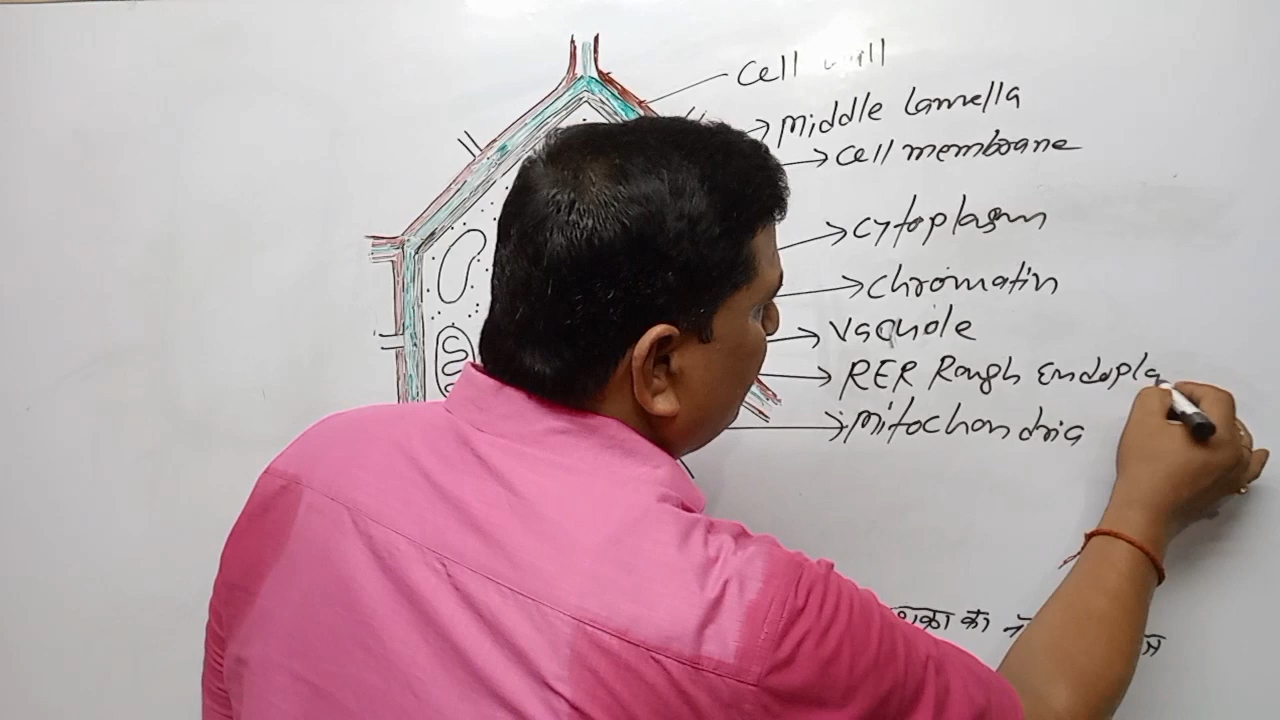 Cell wall
Middle Lamella
Cell membrane
Cytoplasm
Chromatin
Vacuole
RER Rough Endopla
Mitochondria
का